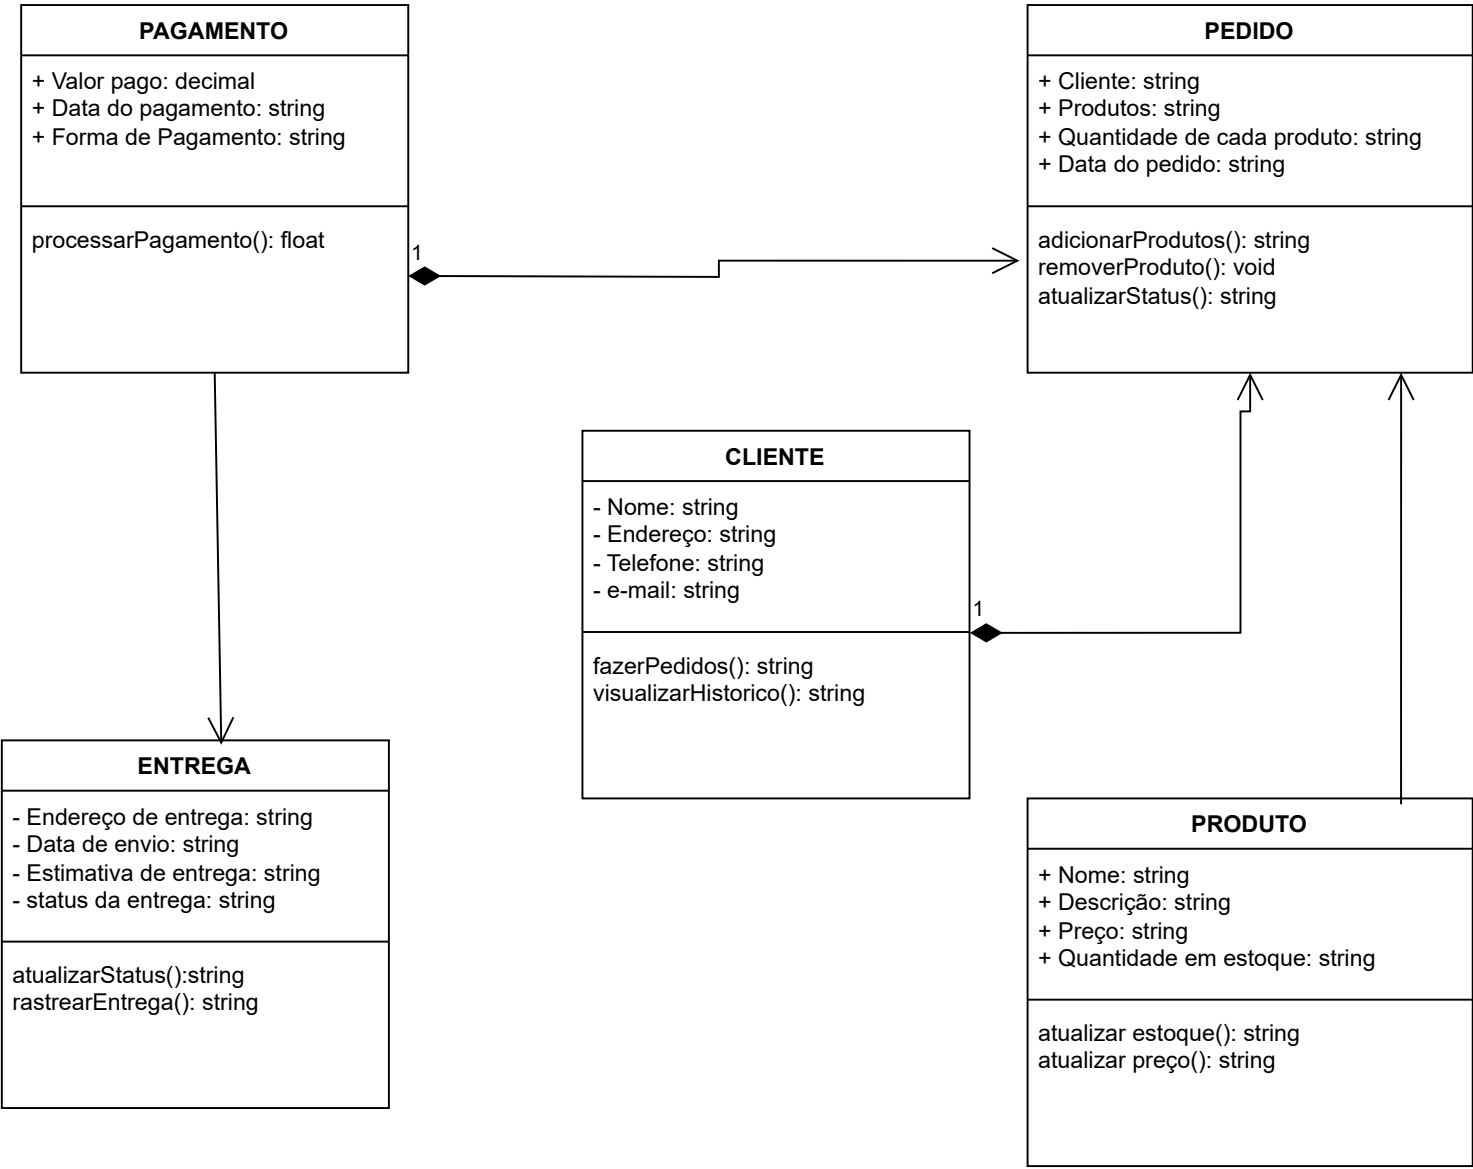 PAGAMENTO
+ Valor pago: decimal
+ Data do pagamento: string
+ Forma de Pagamento: string
processarPagamento(): float
1
PEDIDO
+ Cliente: string
+ Produtos: string
+ Quantidade de cada produto: string
+ Data do pedido: string
adicionarProdutos(): string
removerProduto(): void
atualizarStatus(): string
CLIENTE
- Nome: string
- Endereço: string
- Telefone: string
- e-mail: string
fazerPedidos(): string
visualizarHistorico(): string
1
ENTREGA
- Endereço de entrega: string
- Data de envio: string
- Estimativa de entrega: string
- status da entrega: string
atualizarStatus():string
rastrearEntrega(): string
PRODUTO
+ Nome: string
+ Descrição: string
+ Preço: string
+ Quantidade em estoque: string
atualizar estoque(): string
atualizar preço(): string